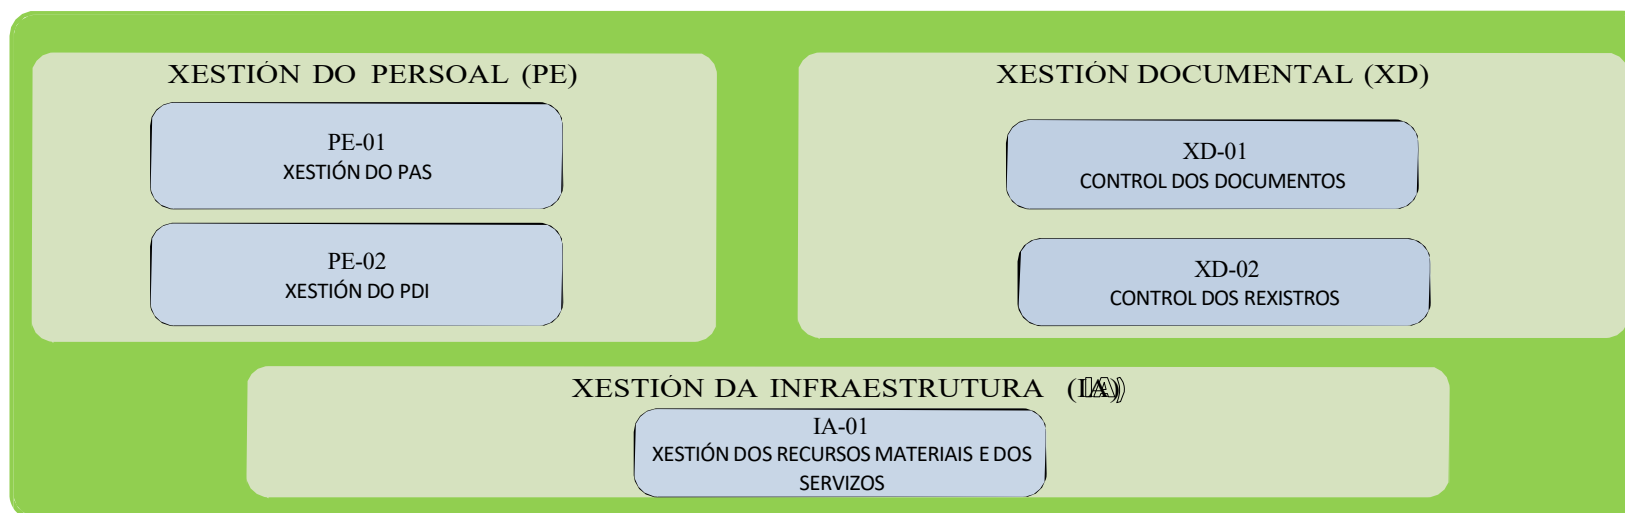 XESTIÓN DO PERSOAL (PE)
PE-01
XESTIÓN DO PAS
PE-02
XESTIÓN DO PDI
XESTIÓN DOCUMENTAL (XD)
XD-01
CONTROL DOS DOCUMENTOS
XD-02
CONTROL DOS REXISTROS
XESTIÓN DA INFRAESTRUTURA (IA)
IA-01
XESTIÓN DOS RECURSOS MATERIAIS E DOS
SERVIZOS